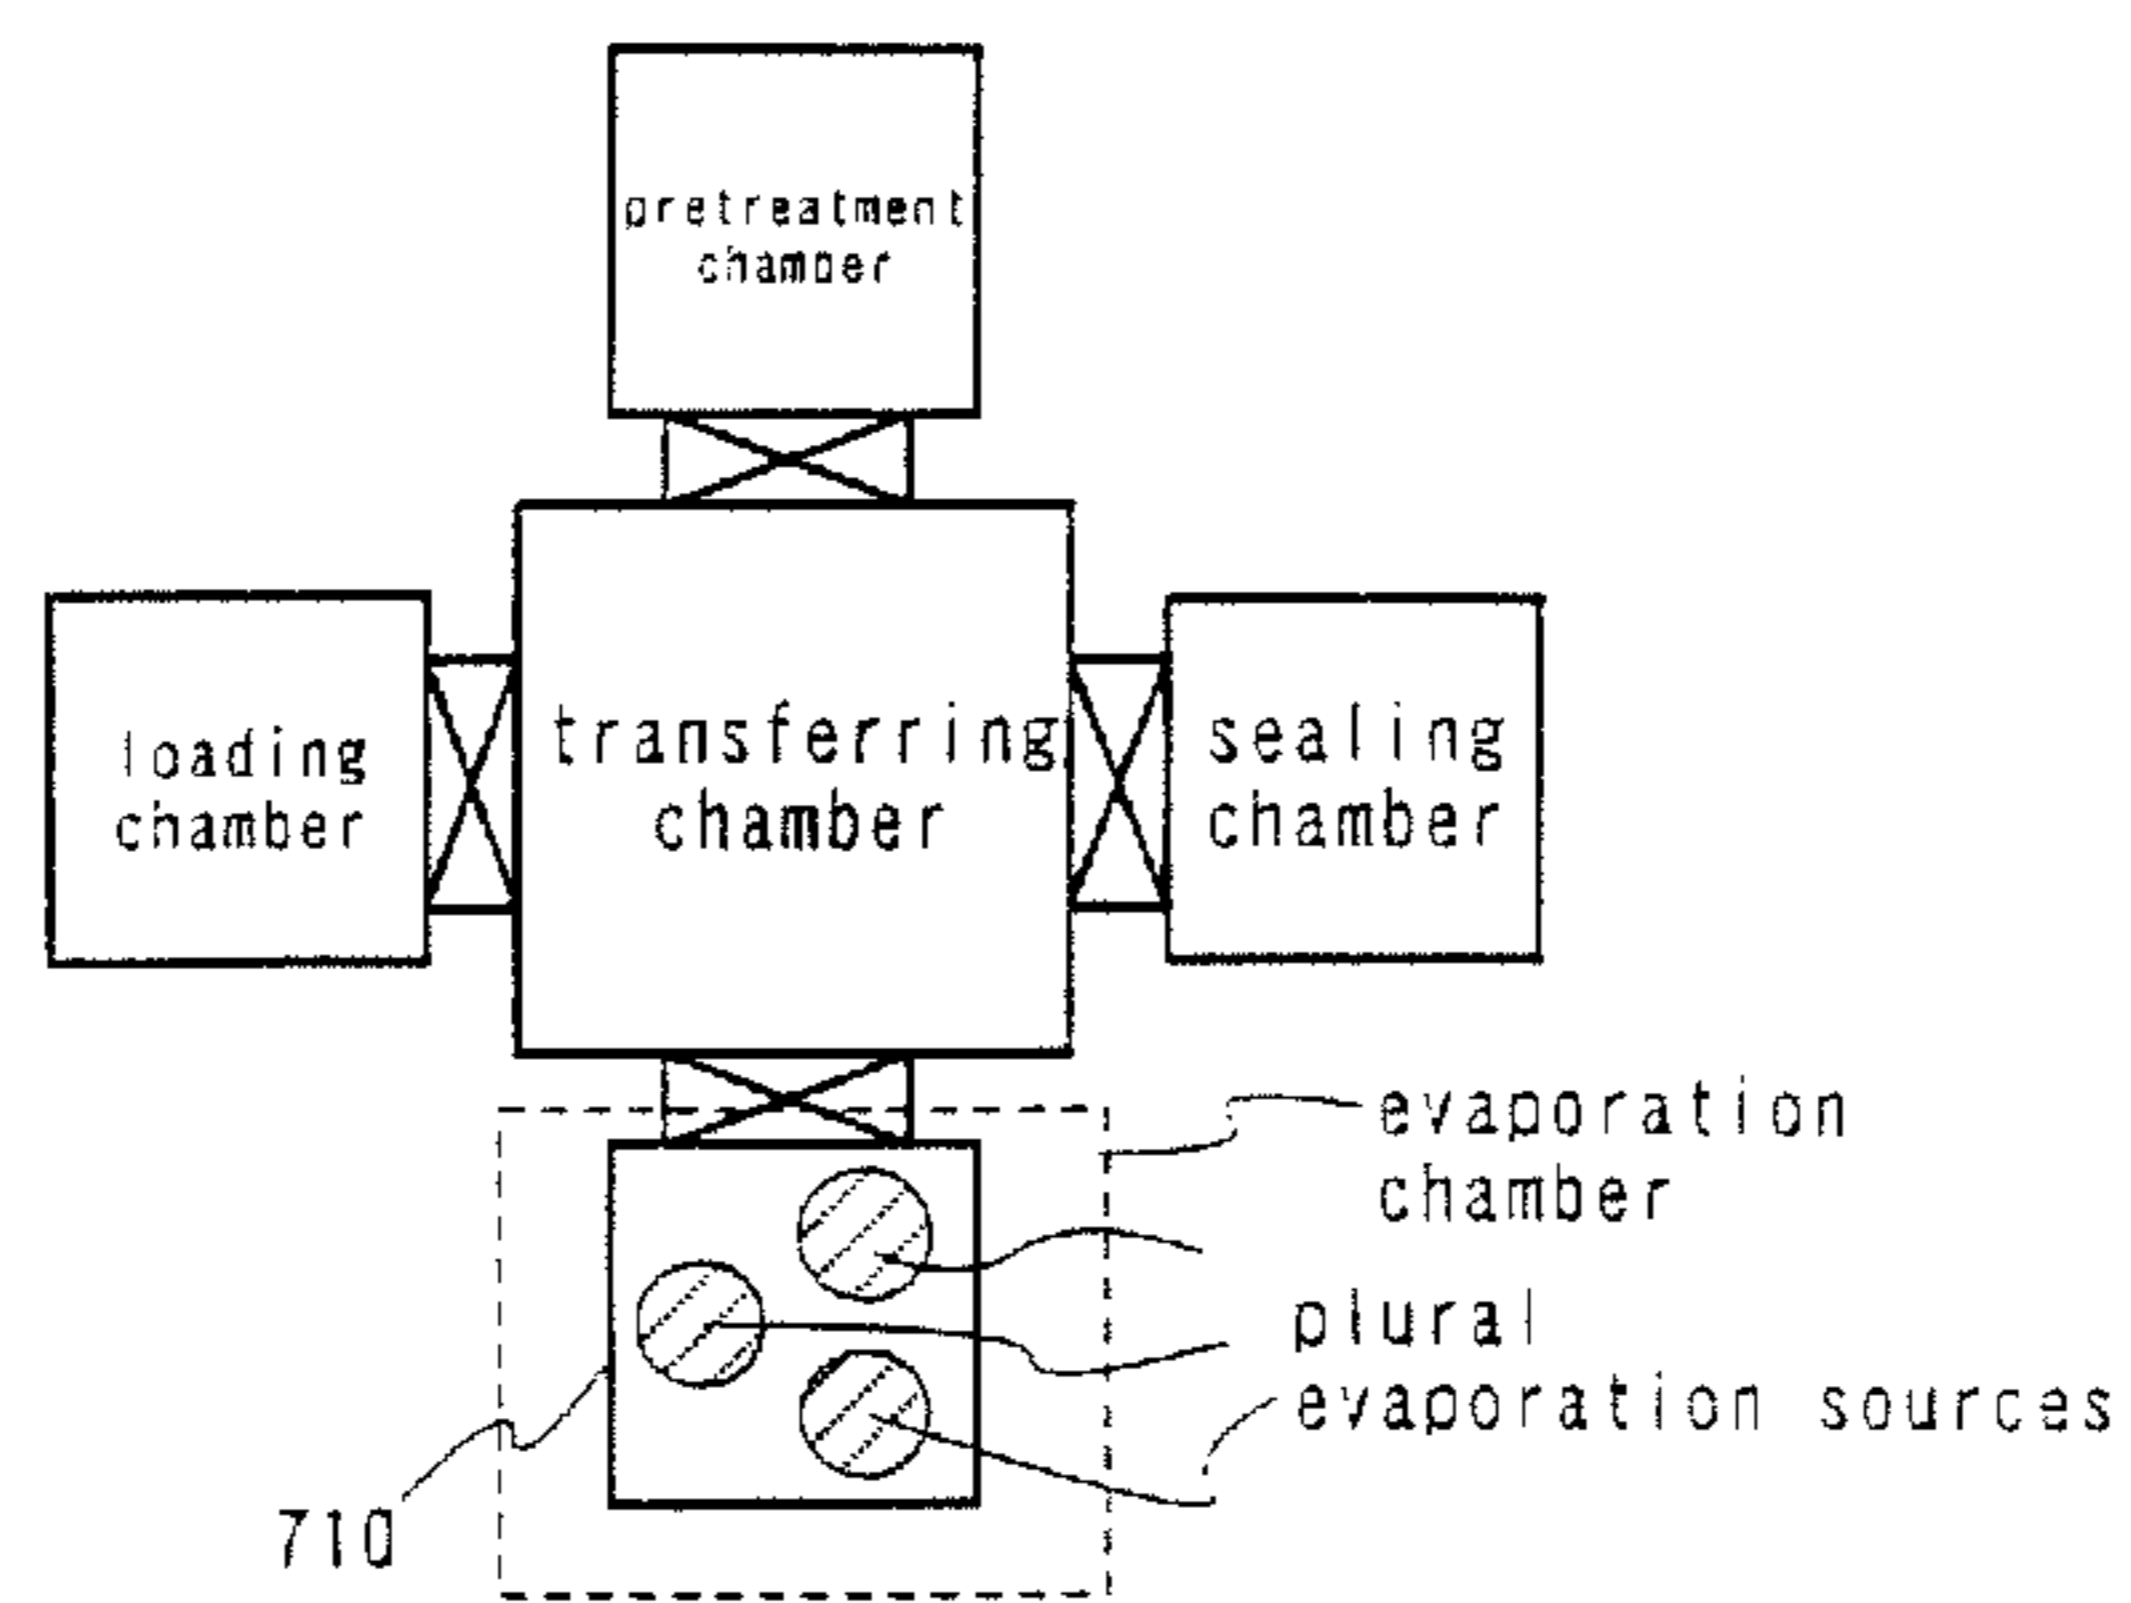 pretreatment
chamber
loading
chamber
transferring
chamber
sealing
chamber
evaporation
chamber
plural
evaporation sources
710